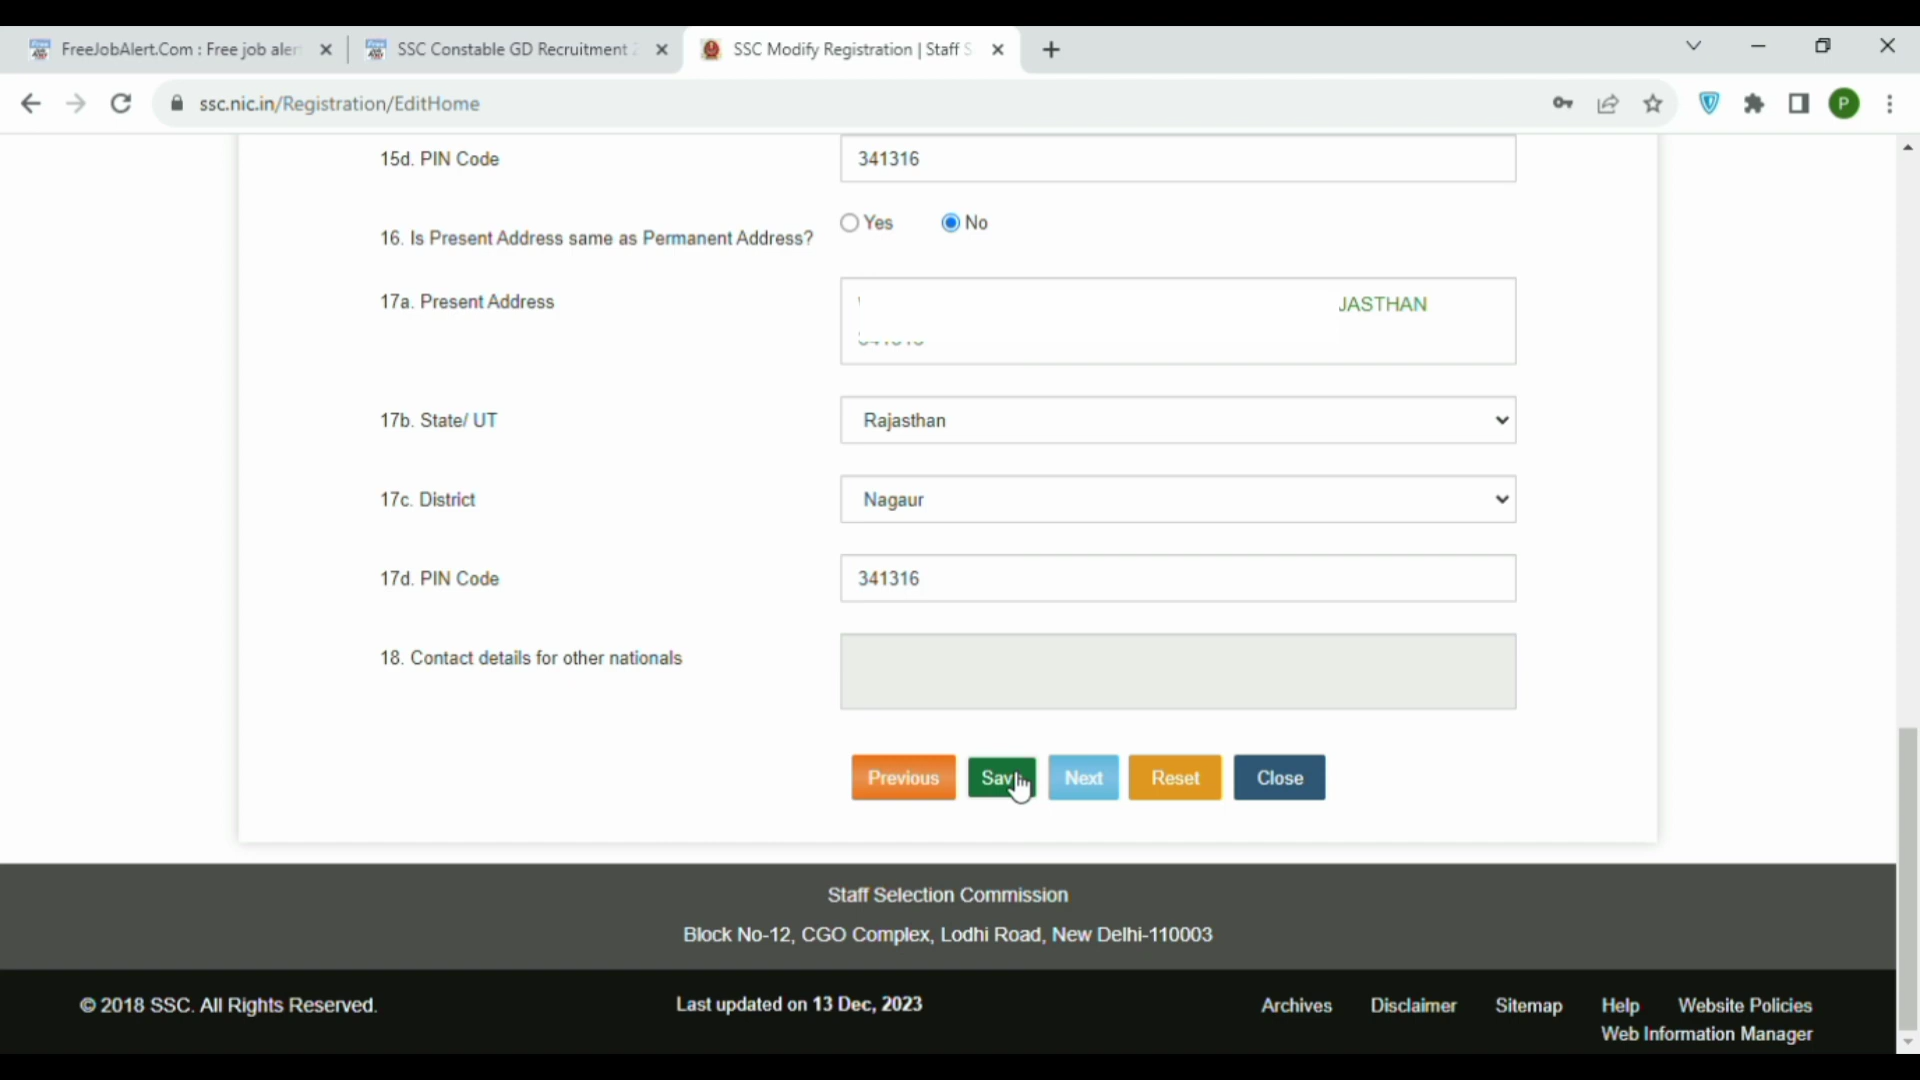 FreeJobAlert.Com : Free job aler
SSC Constable GD Recruitment
SSC Modify Registration | Staff S
ssc.nic.in/Registration/EditHome
P
15d. PIN Code
341316
16. Is Present Address same as Permanent Address?
Yes
No
17a. Present Address
JASTHAN
17b. State/ UT
Rajasthan
17c. District
Nagaur
17d. PIN Code
341316
18. Contact details for other nationals
Previous
Next
Reset
Close
Staff Selection Commission
Block No-12, CGO Complex, Lodhi Road, New Delhi-110003
© 2018 SSC. All Rights Reserved.
Last updated on 13 Dec, 2023
Archives
Disclaimer
Sitemap
Help
Website Policies
Web Information Manager